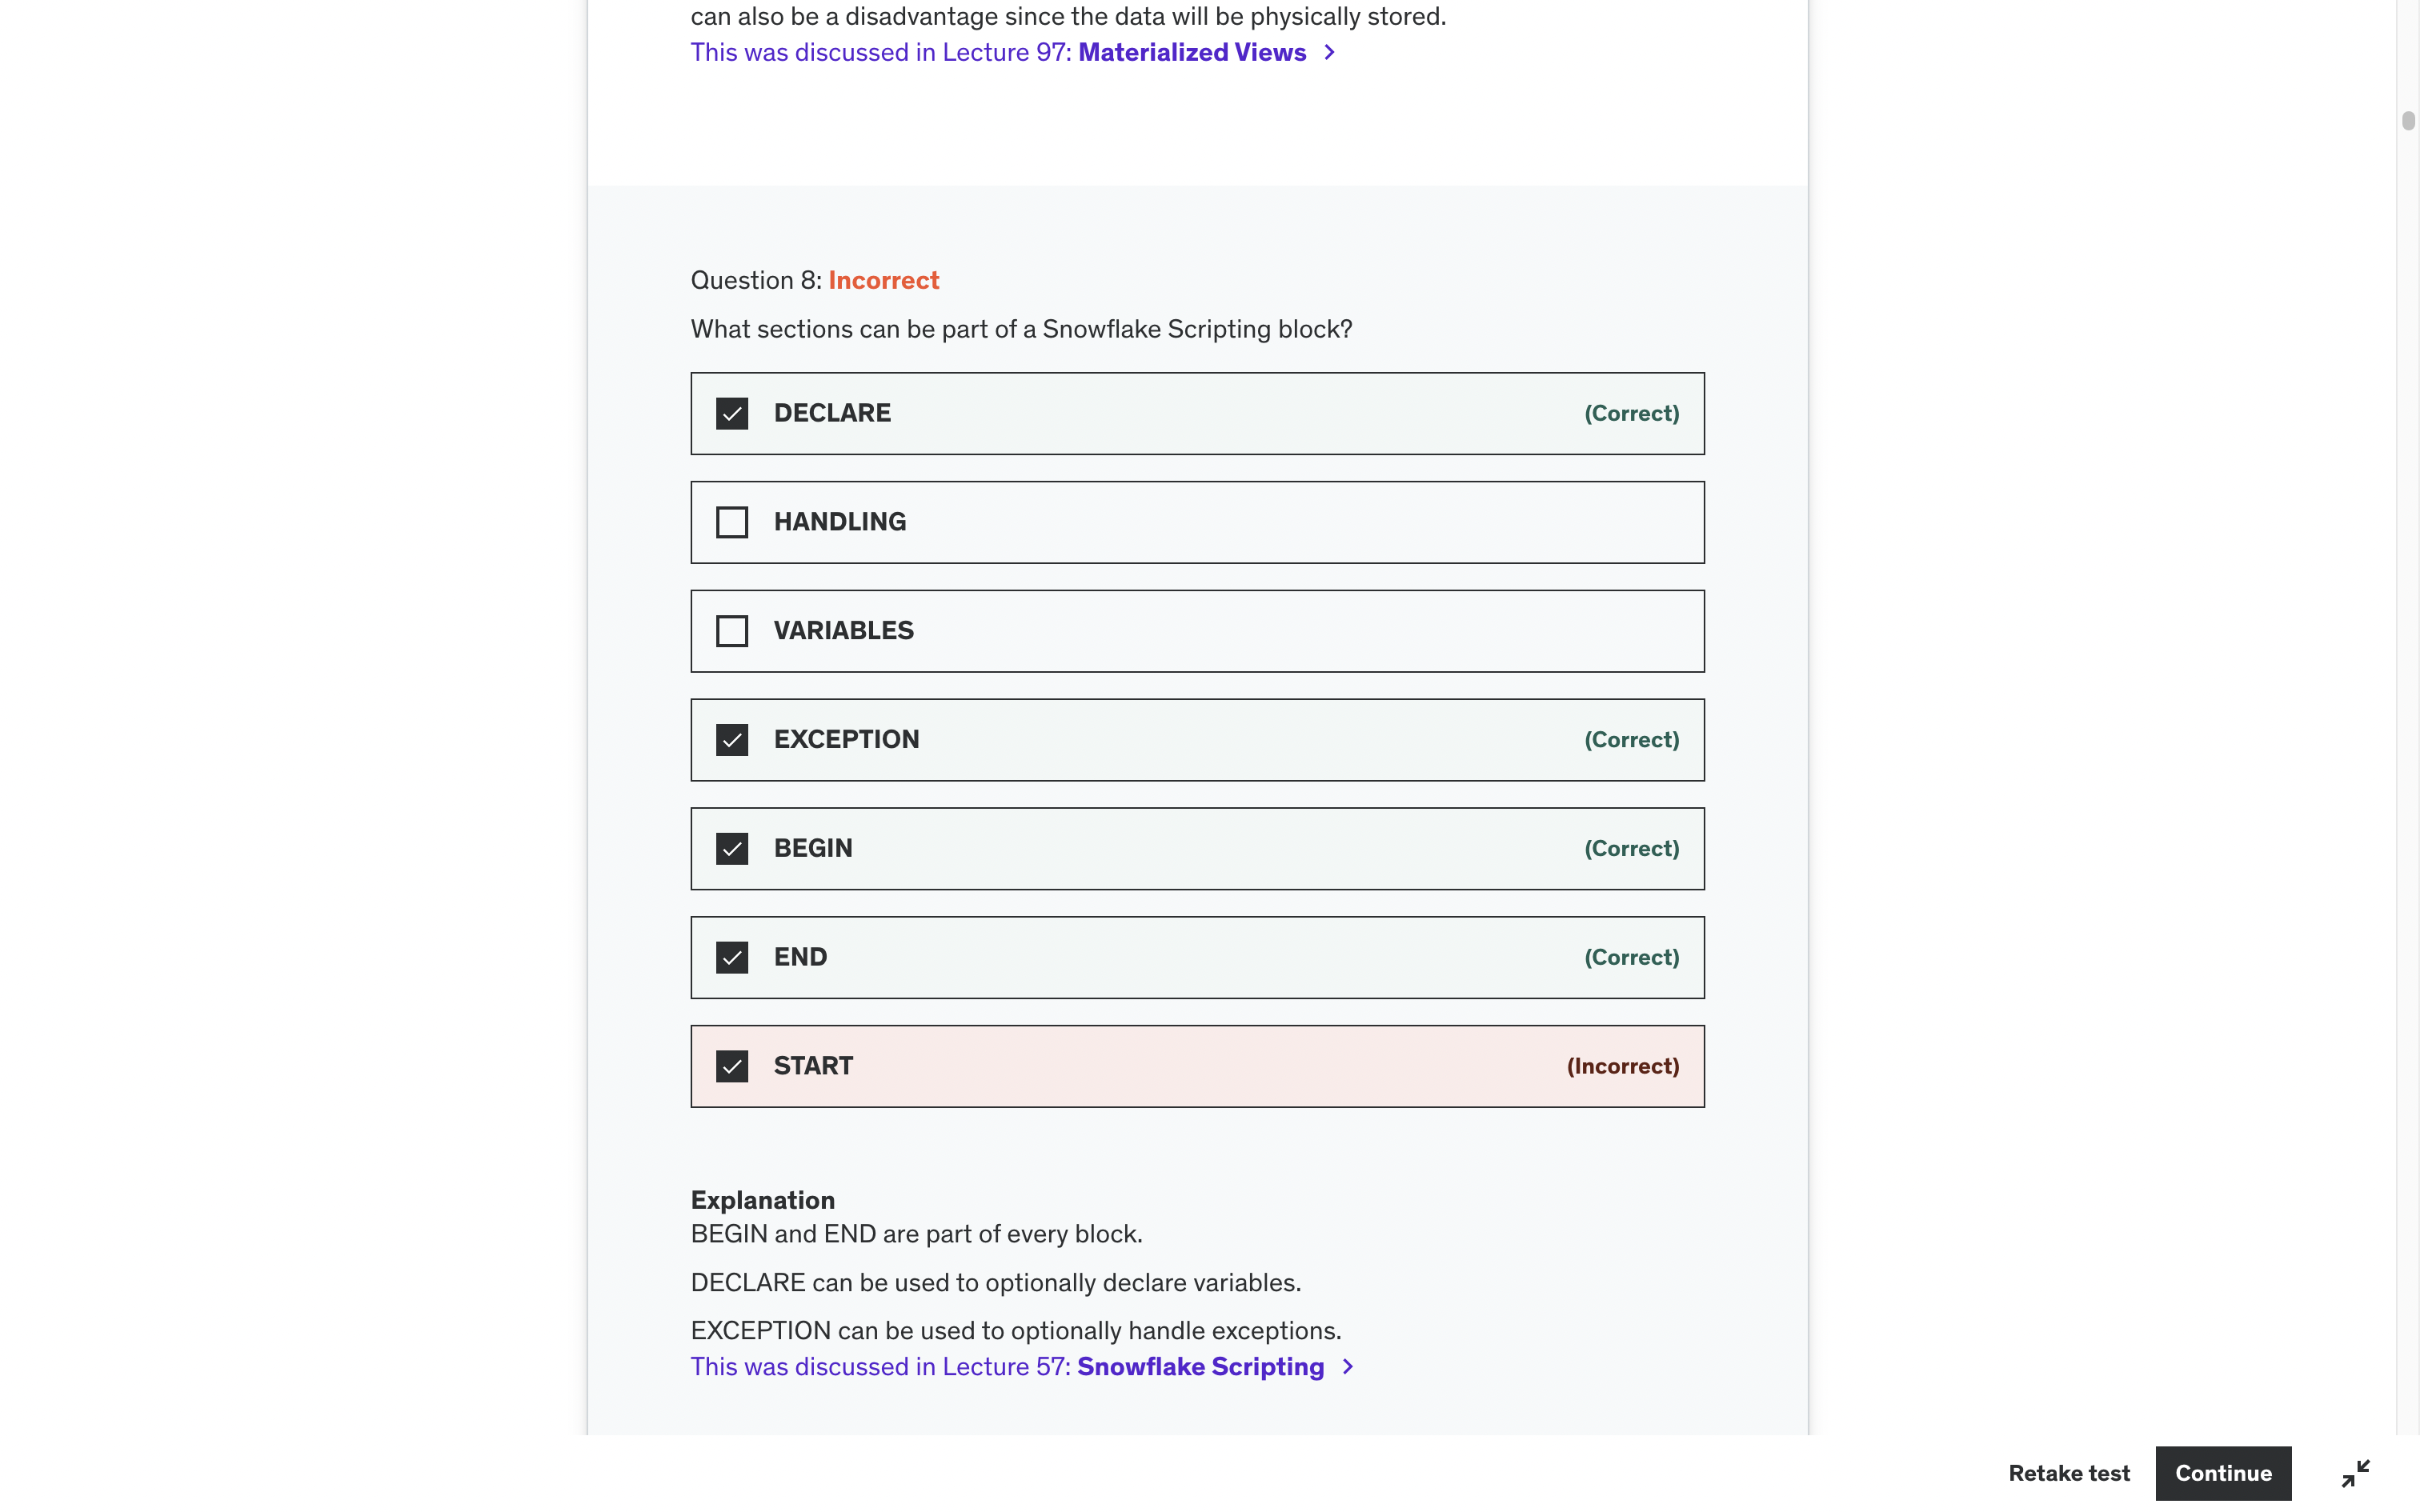 can also be a disadvantage since the data will be physically stored.
This was discussed in Lecture 97: Materialized Views
Question 8: Incorrect
What sections can be part of a Snowflake Scripting block?
DECLARE (Correct)
HANDLING
VARIABLES
EXCEPTION (Correct)
BEGIN (Correct)
END (Correct)
START (Incorrect)
Explanation
BEGIN and END are part of every block.
DECLARE can be used to optionally declare variables.
EXCEPTION can be used to optionally handle exceptions.
This was discussed in Lecture 57: Snowflake Scripting
Retake test Continue